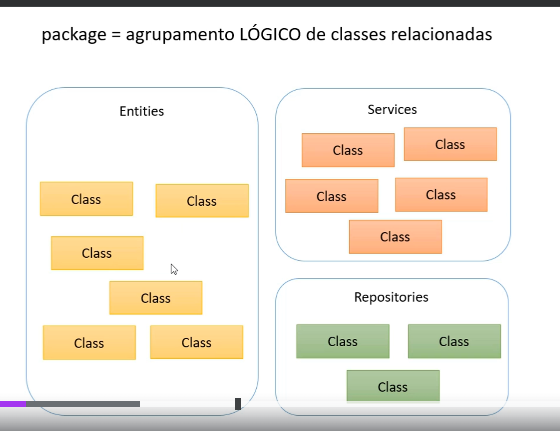 package = agrupamento LÓGICO de classes relacionadas
Entities
Class
Class
Class
Class
Class
Class
Services
Class
Class
Class
Class
Class
Repositories
Class
Class
Class